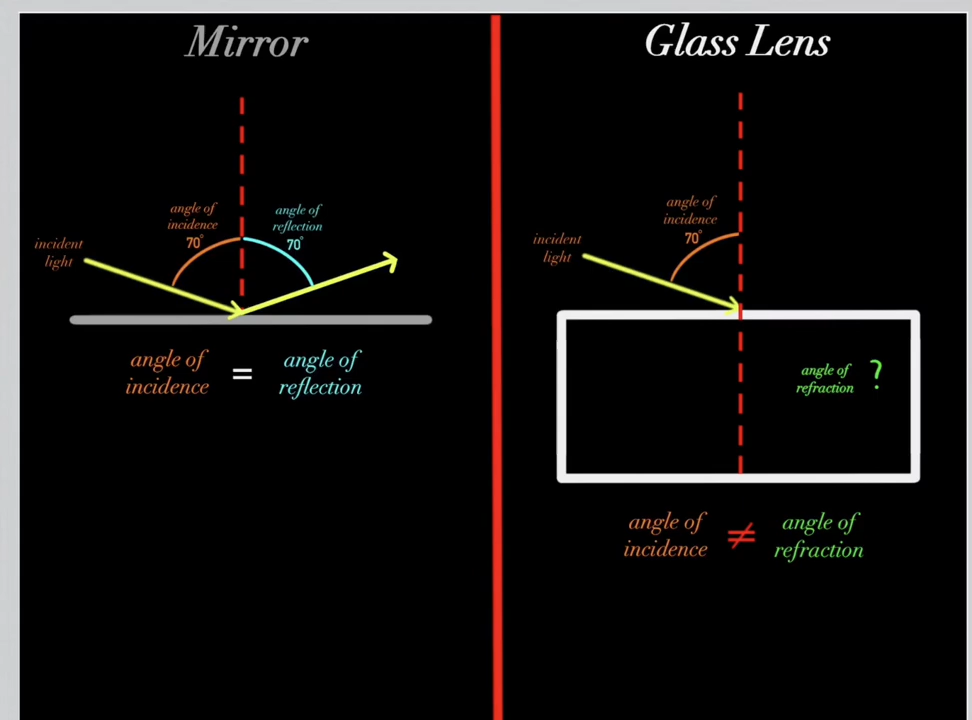 Mirror
angle of
incidence
70°
angle of
reflection
70°
incident
light
angle of
incidence
=
angle of
reflection
Glass Lens
angle of
incidence
70°
incident
light
angle of
refraction
?
angle of
incidence
≠
angle of
refraction